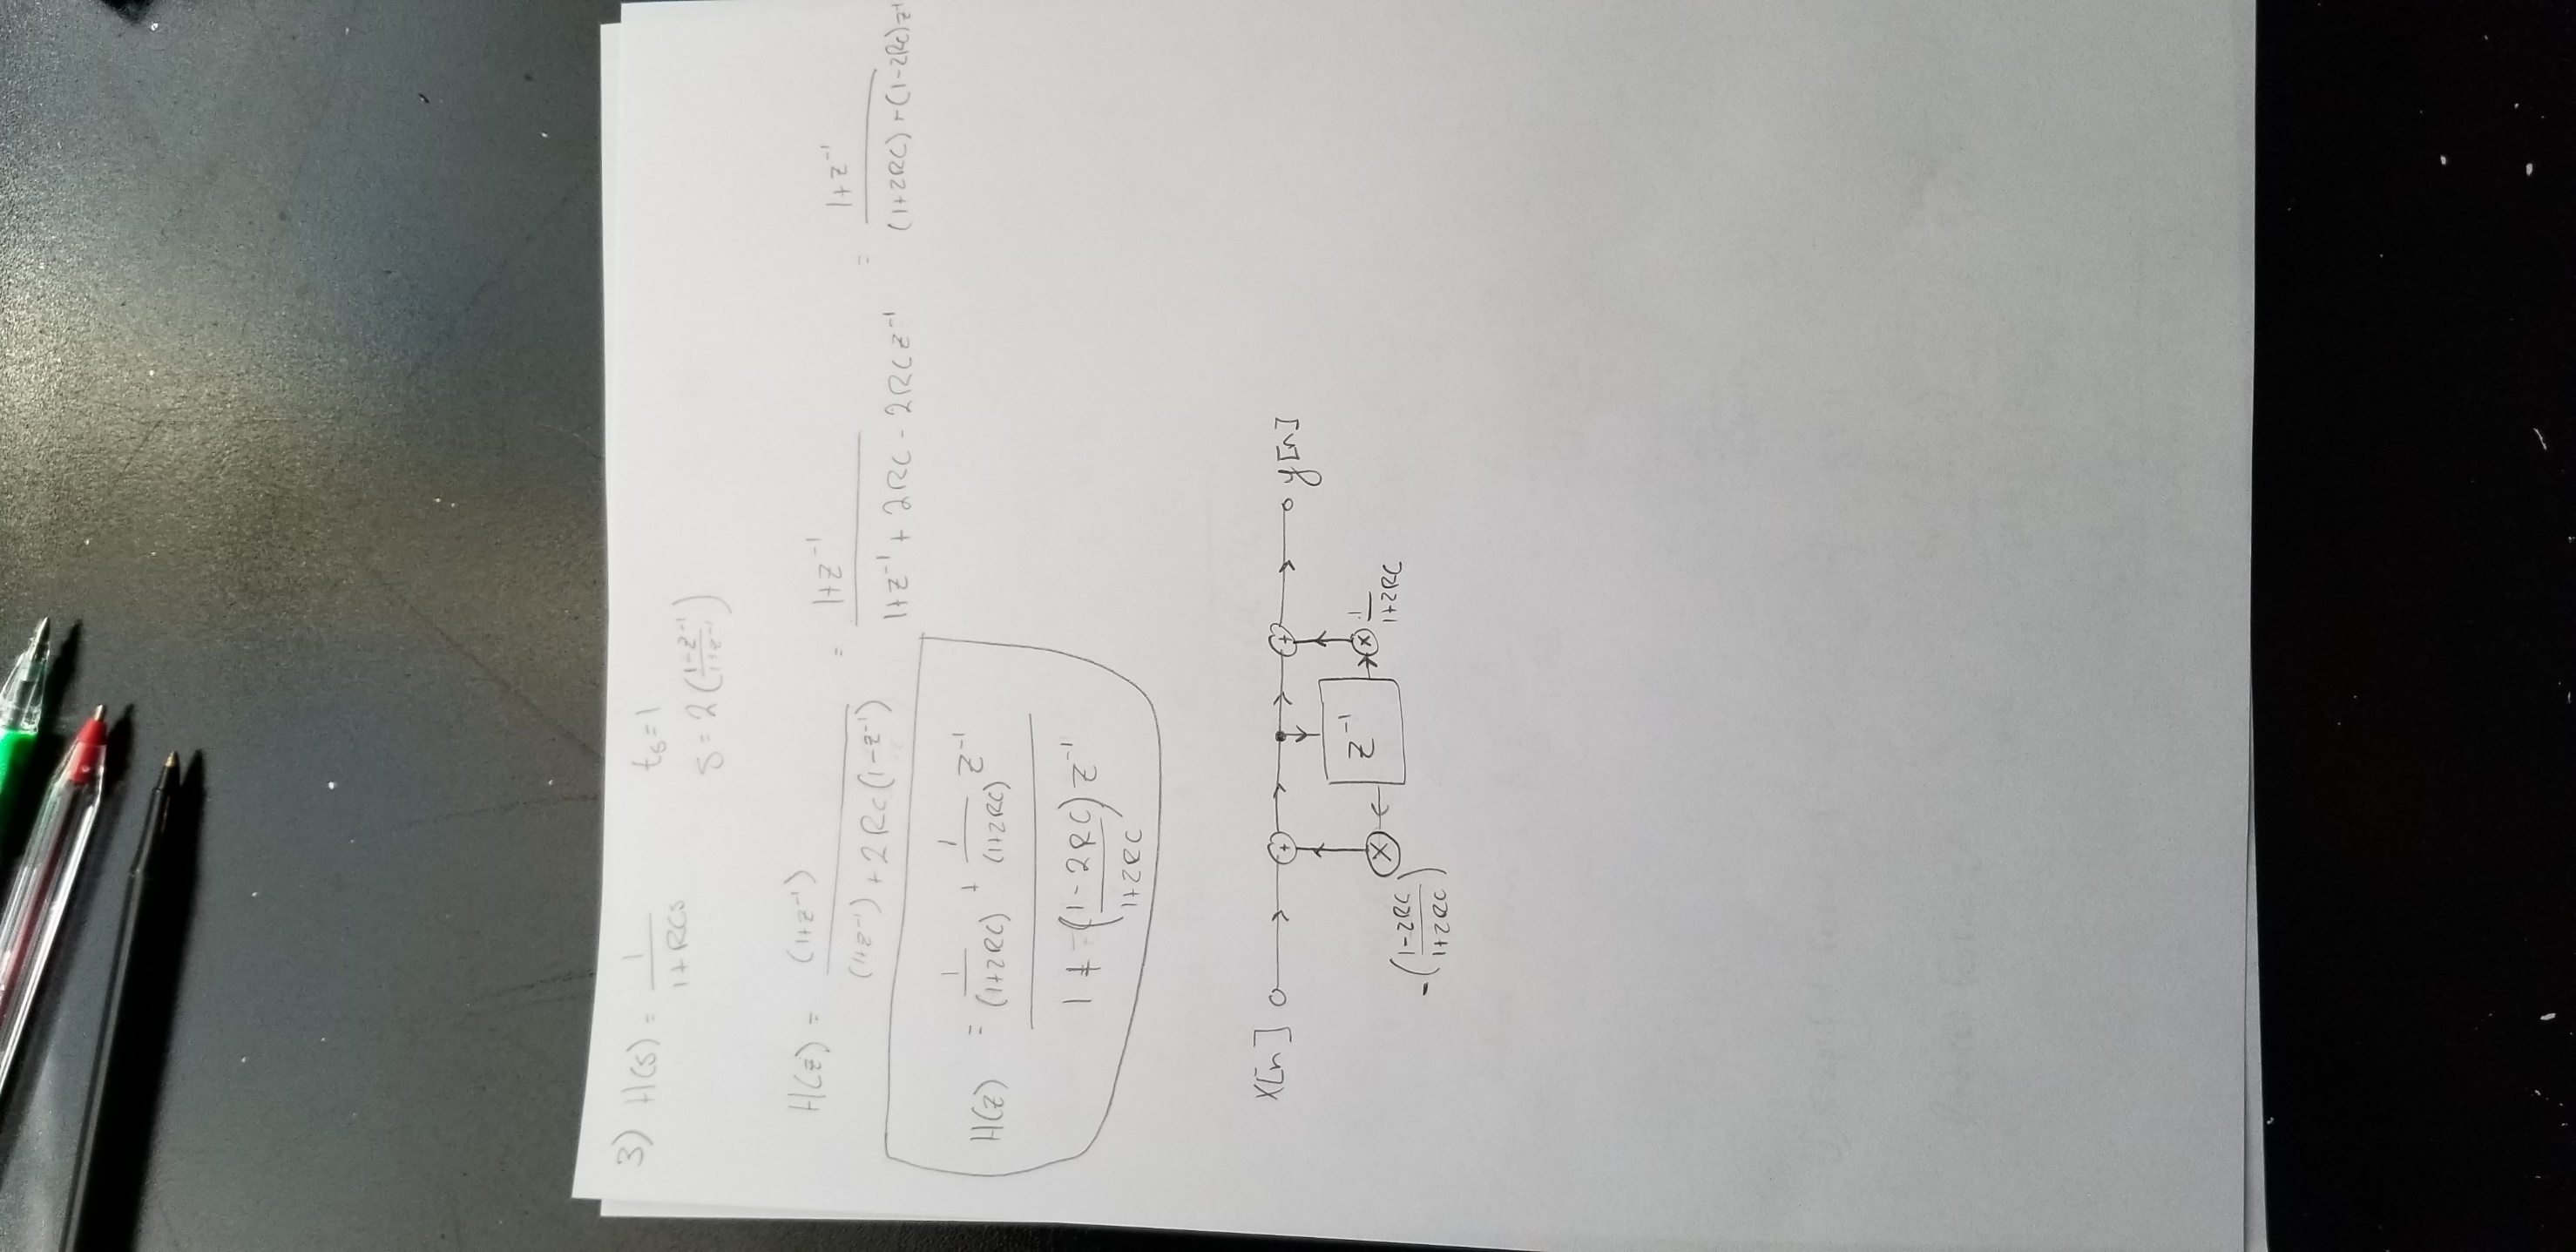 3) H(s) = 1/(1+RCs)    ts=1
s = 2((1-z⁻¹)/(1+z⁻¹))
H(z) = (1+z⁻¹)/((1+z⁻¹)+2RC(1-z⁻¹)) = (1+z⁻¹)/(1+z⁻¹+2RC-2RCz⁻¹) = (1+z⁻¹)/((1+2RC)+(1-2RC)z⁻¹)
H(z) = (1/(1+2RC) + 1/(1+2RC) z⁻¹)/(1 + ((1-2RC)/(1+2RC)) z⁻¹)
x[n]    +    +    y[n]
z⁻¹
x    x
-((1-2RC)/(1+2RC))    1/(1+2RC)